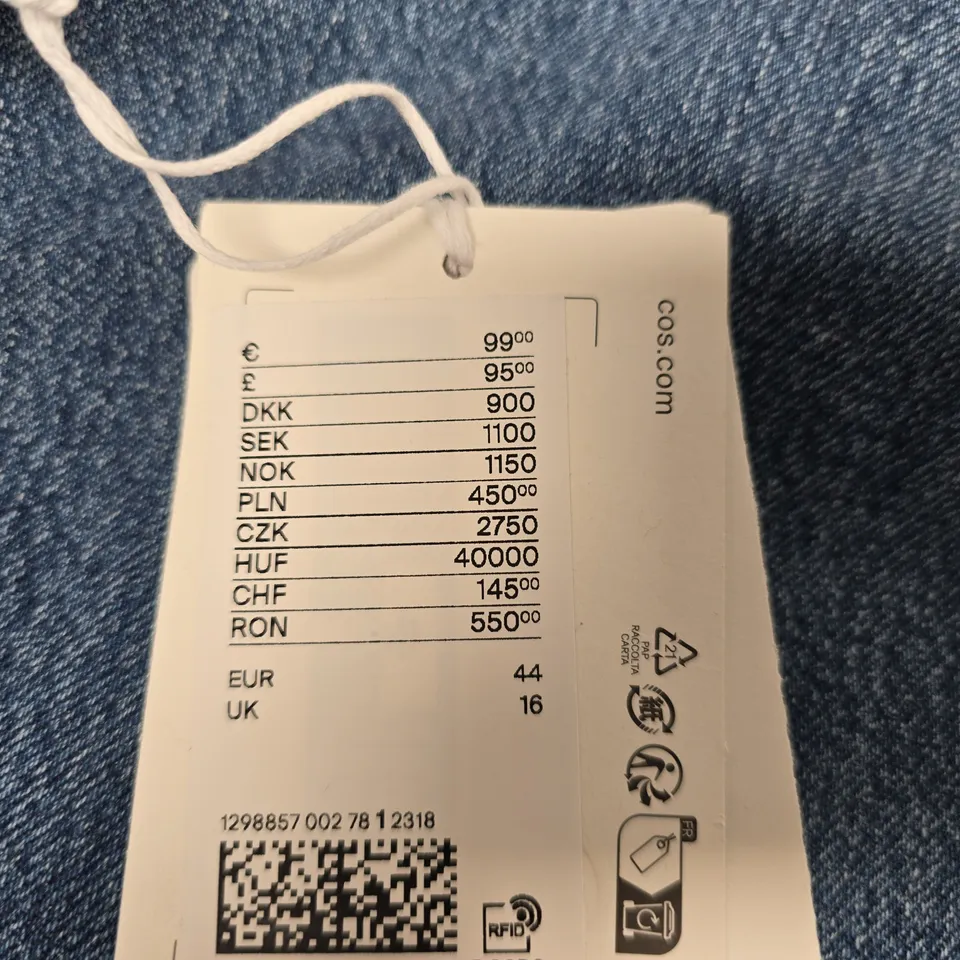 € 99⁰⁰
£ 95⁰⁰
DKK 900
SEK 1100
NOK 1150
PLN 450⁰⁰
CZK 2750
HUF 40000
CHF 145⁰⁰
RON 550⁰⁰
EUR 44
UK 16
1298857 002 78 1 2318
RFID
cos.com
21
PAP
RACCOLTA
CARTA
紙
FR